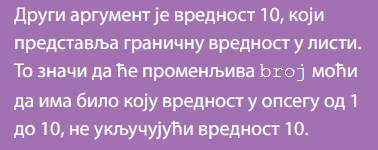 Други аргумент је вредност 10, који
представља граничну вредност у листи.
То значи да ће променљива broj моћи
да има било коју вредност у опсегу од 1
до 10, не укључујући вредност 10.